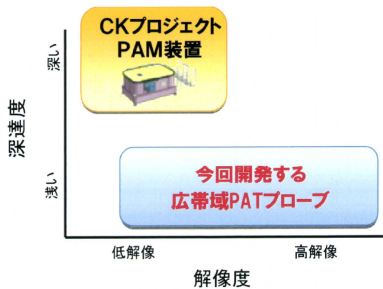 CKプロジェクト
PAM装置
深達度
深い
浅い
今回開発する
広帯域PATプローブ
低解像
高解像
解像度